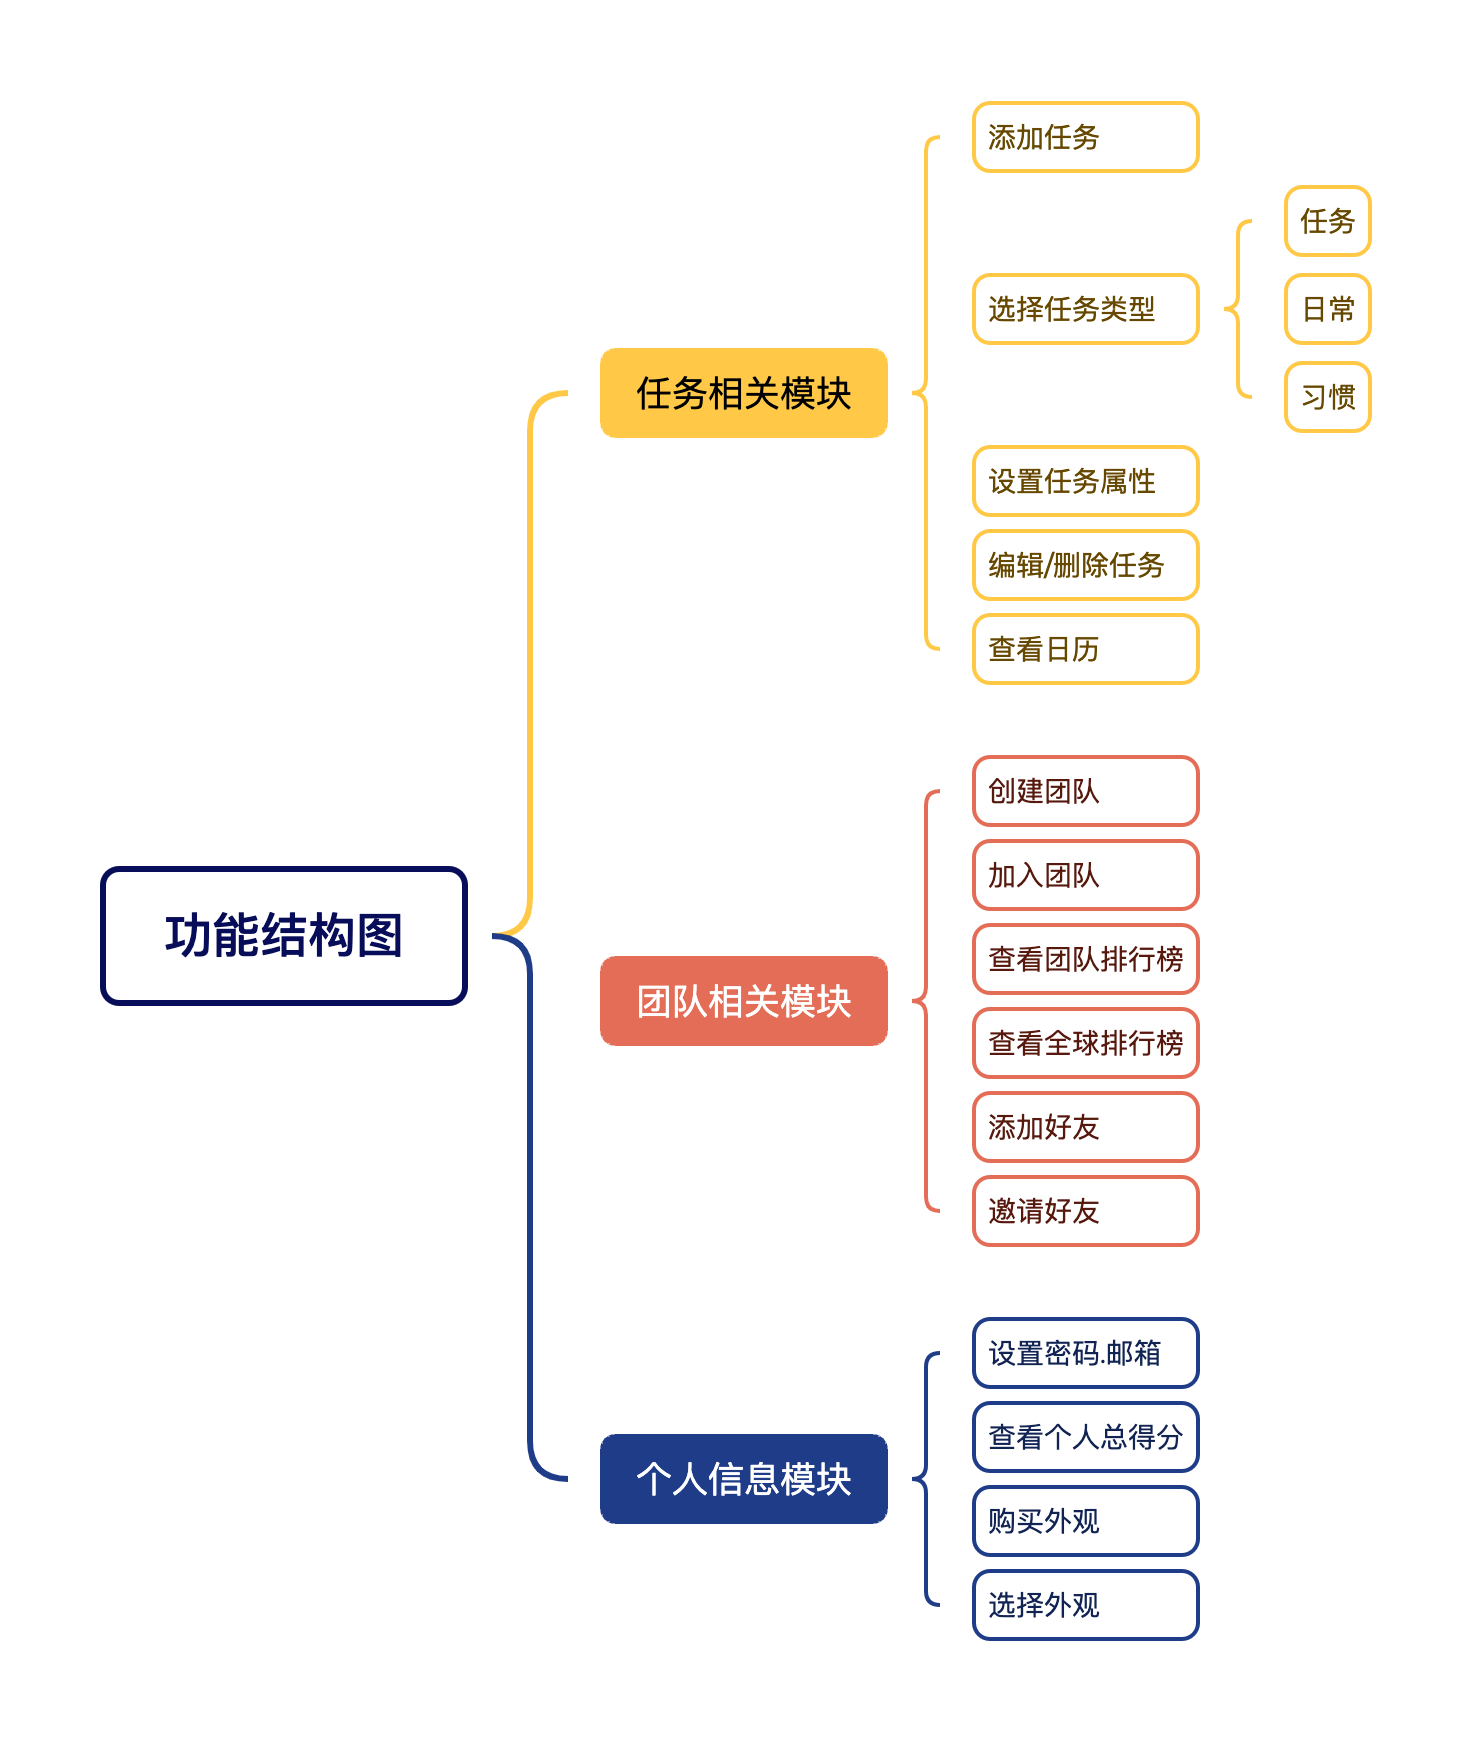 功能结构图
任务相关模块
添加任务
选择任务类型
任务
日常
习惯
设置任务属性
编辑/删除任务
查看日历
团队相关模块
创建团队
加入团队
查看团队排行榜
查看全球排行榜
添加好友
邀请好友
个人信息模块
设置密码.邮箱
查看个人总得分
购买外观
选择外观